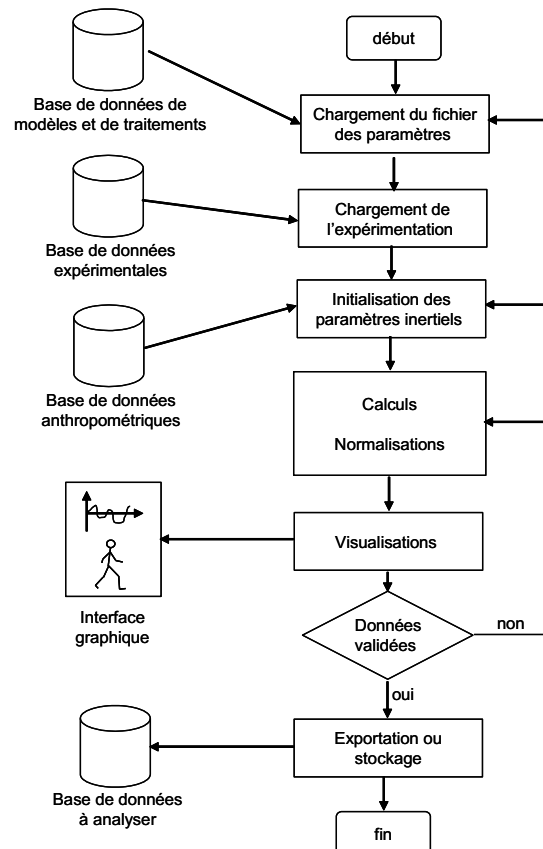 début
Base de données de
modèles et de traitements
Chargement du fichier
des paramètres
Chargement de
l'expérimentation
Base de données
expérimentales
Initialisation des
paramètres inertiels
Base de données
anthropométriques
Calculs
Normalisations
Visualisations
Interface
graphique
Données
validées
non
oui
Exportation ou
stockage
Base de données
à analyser
fin